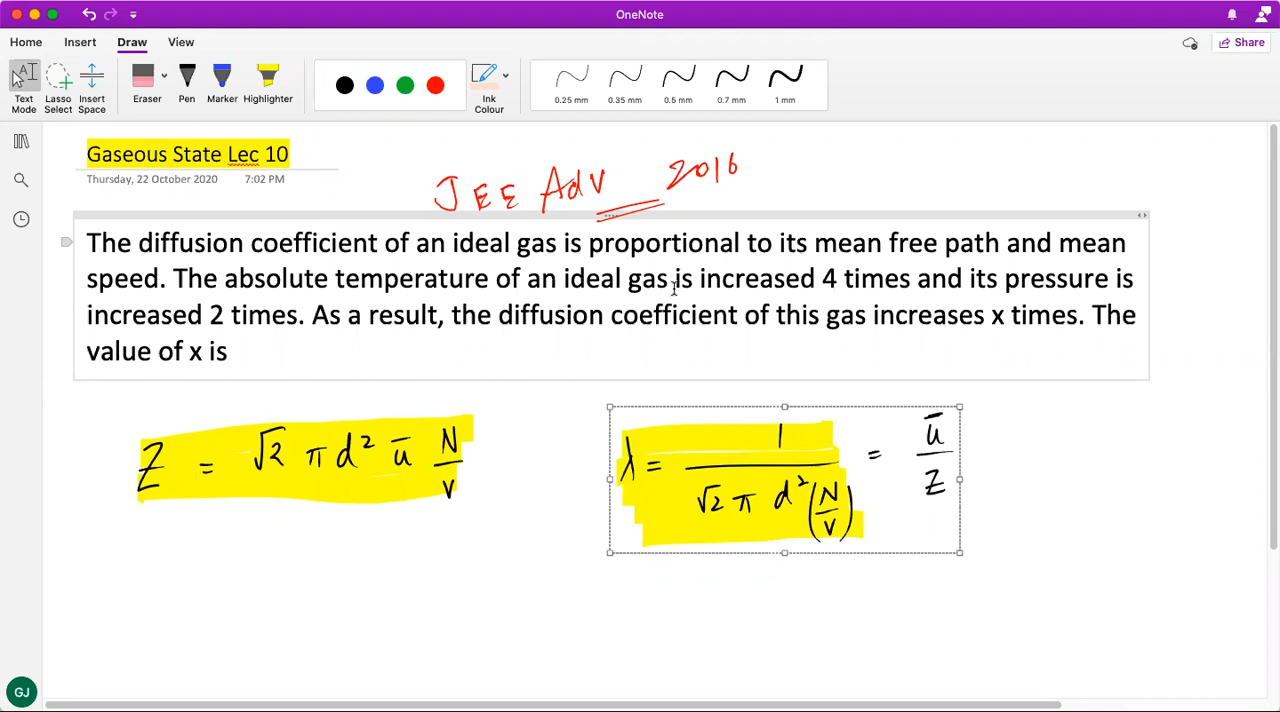 OneNote
Home Insert Draw View
Share
Text Mode
Lasso Select
Insert Space
Eraser
Pen
Marker
Highlighter
Ink Colour
0.25 mm
0.35 mm
0.5 mm
0.7 mm
1 mm
Gaseous State Lec 10
Thursday, 22 October 2020 7:02 PM
JEE Adv 2016
The diffusion coefficient of an ideal gas is proportional to its mean free path and mean
speed. The absolute temperature of an ideal gas is increased 4 times and its pressure is
increased 2 times. As a result, the diffusion coefficient of this gas increases x times. The
value of x is
Z = √2 π d² ū N/V
λ = 1/(√2 π d² (N/V)) = ū/Z
GJ